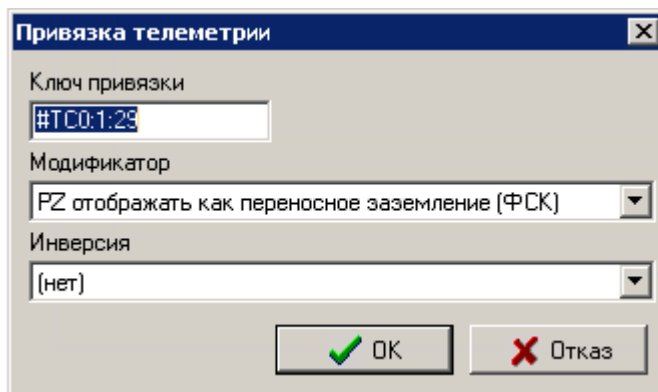 Привязка телеметрии
Ключ привязки
#TC0:1:29
Модификатор
PZ отображать как переносное заземление (ФСК)
Инверсия
(нет)
OK
Отказ